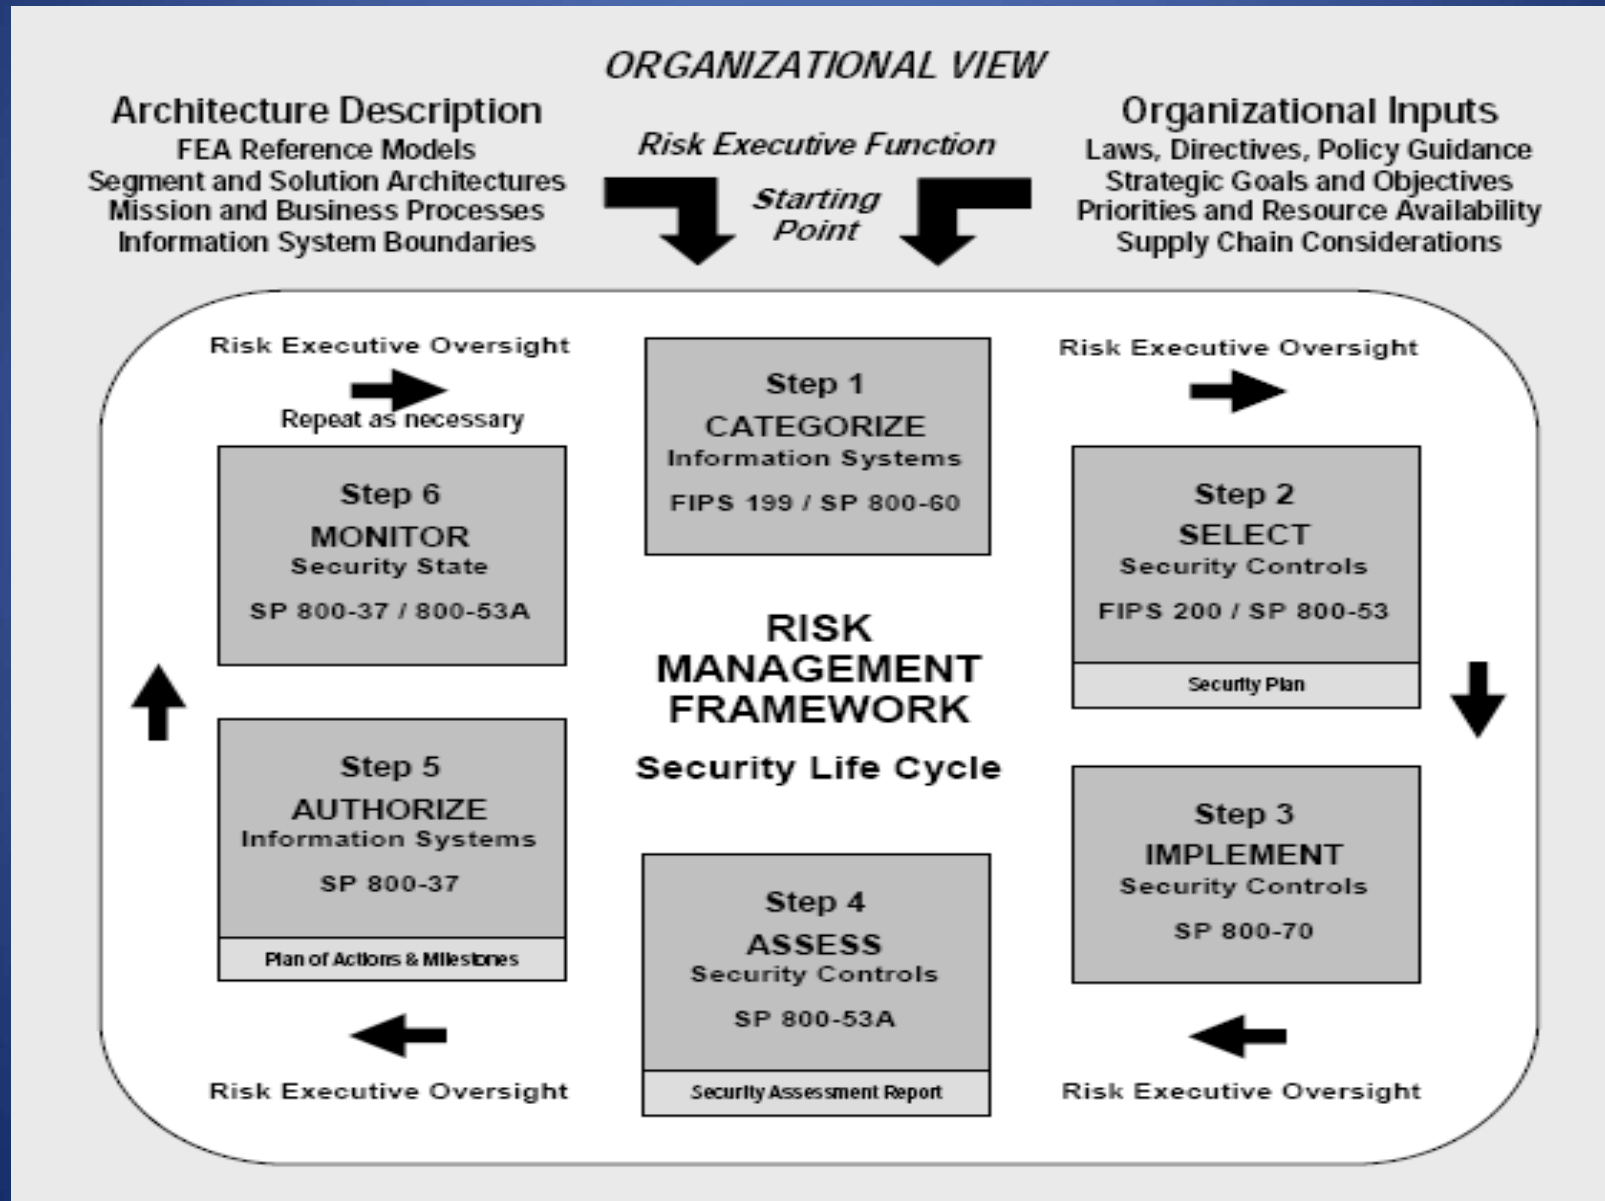 ORGANIZATIONAL VIEW
Architecture Description
FEA Reference Models
Segment and Solution Architectures
Mission and Business Processes
Information System Boundaries
Risk Executive Function
Starting
Point
Organizational Inputs
Laws, Directives, Policy Guidance
Strategic Goals and Objectives
Priorities and Resource Availability
Supply Chain Considerations
Risk Executive Oversight
Repeat as necessary
Step 1
CATEGORIZE
Information Systems
FIPS 199 / SP 800-60
Risk Executive Oversight
Step 2
SELECT
Security Controls
FIPS 200 / SP 800-53
Security Plan
Step 3
IMPLEMENT
Security Controls
SP 800-70
Risk Executive Oversight
Step 4
ASSESS
Security Controls
SP 800-53A
Security Assessment Report
Risk Executive Oversight
Step 5
AUTHORIZE
Information Systems
SP 800-37
Plan of Actions & Milestones
Step 6
MONITOR
Security State
SP 800-37 / 800-53A
RISK
MANAGEMENT
FRAMEWORK
Security Life Cycle